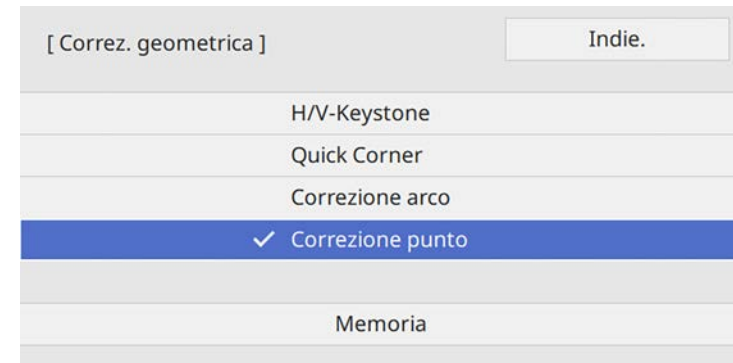 [ Correz. geometrica ]
Indie.
H/V-Keystone
Quick Corner
Correzione arco
Correzione punto
Memoria